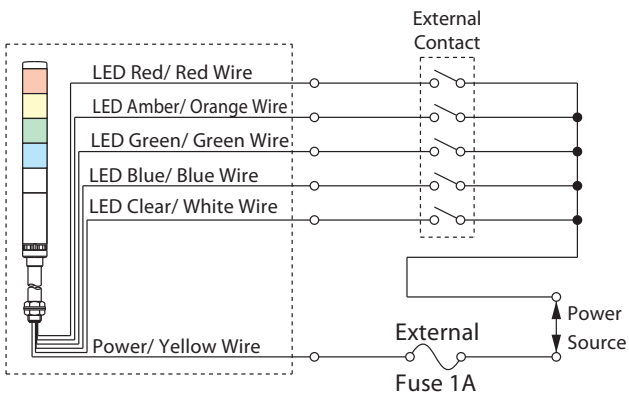 External
Contact
LED Red/ Red Wire
LED Amber/ Orange Wire
LED Green/ Green Wire
LED Blue/ Blue Wire
LED Clear/ White Wire
Power/ Yellow Wire
External
Fuse 1A
Power
Source